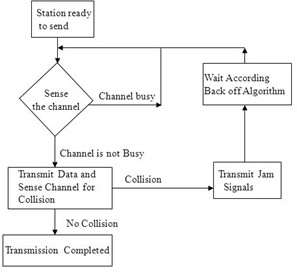 Station ready
to send
Sense
the channel
Channel busy
Wait According
Back off Algorithm
Channel is not Busy
Transmit Data and
Sense Channel for
Collision
Collision
Transmit Jam
Signals
No Collision
Transmission Completed